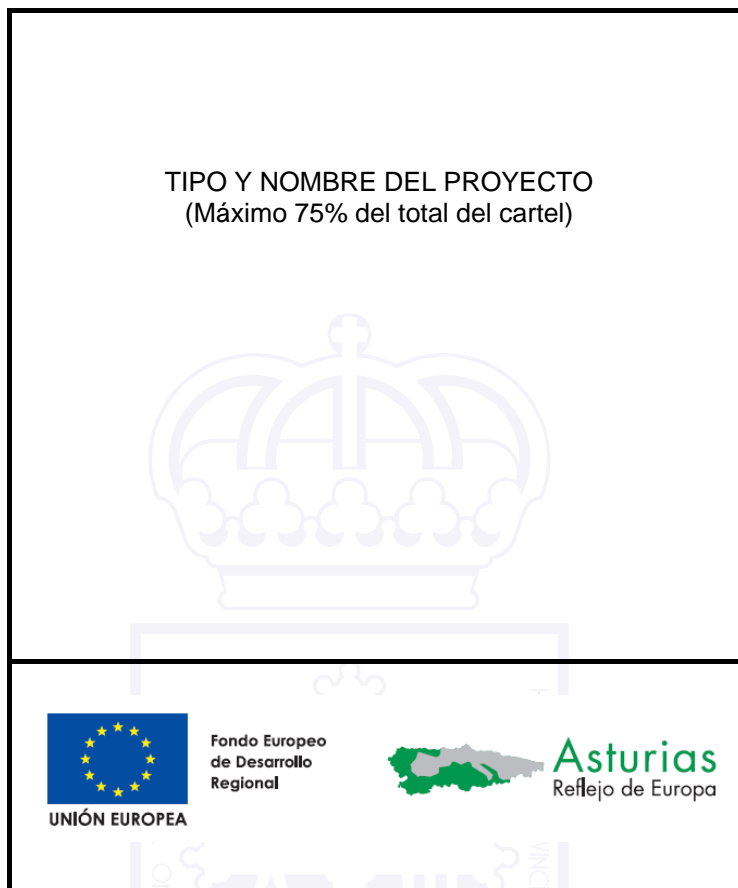 TIPO Y NOMBRE DEL PROYECTO
(Máximo 75% del total del cartel)
Fondo Europeo
de Desarrollo
Regional
UNIÓN EUROPEA
Asturias
Reflejo de Europa